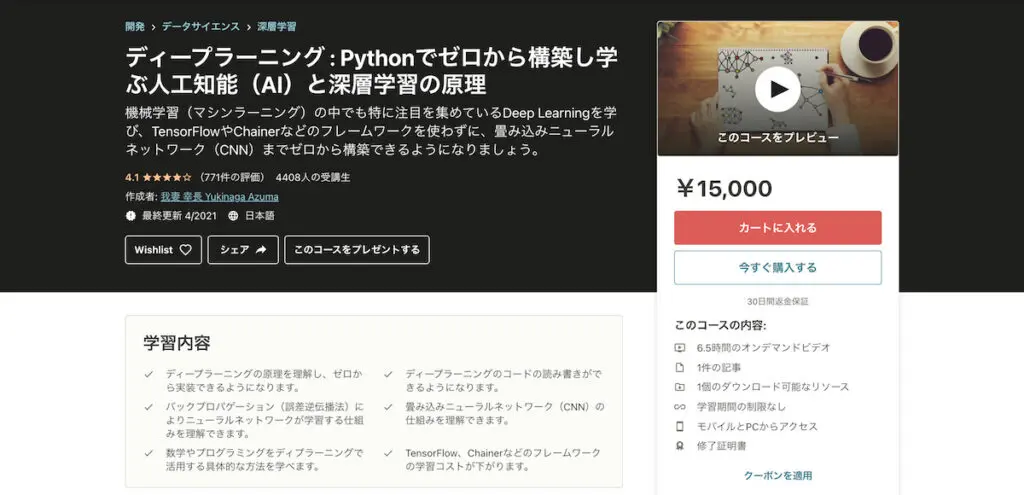 開発 › データサイエンス › 深層学習
ディープラーニング : Pythonでゼロから構築し学
ぶ人工知能（AI）と深層学習の原理
機械学習（マシンラーニング）の中でも特に注目を集めているDeep Learningを学
び、TensorFlowやChainerなどのフレームワークを使わずに、畳み込みニューラル
ネットワーク（CNN）までゼロから構築できるようになりましょう。
4.1 ★★★★☆ （771件の評価） 4408人の受講生
作成者: 我妻 幸長 Yukinaga Azuma
最終更新 4/2021 日本語
Wishlist シェア このコースをプレゼントする
このコースをプレビュー
￥15,000
カートに入れる
今すぐ購入する
30日間返金保証
このコースの内容:
6.5時間のオンデマンドビデオ
1件の記事
1個のダウンロード可能なリソース
学習期間の制限なし
モバイルとPCからアクセス
修了証明書
クーポンを適用
学習内容
ディープラーニングの原理を理解し、ゼロか
ら実装できるようになります。
ディープラーニングのコードの読み書きがで
きるようになります。
バックプロパゲーション（誤差逆伝播法）に
よりニューラルネットワークが学習する仕組
みを理解できます。
畳み込みニューラルネットワーク（CNN）の
仕組みを理解できます。
数学やプログラミングをディプラーニングで
活用する具体的な方法を学べます。
TensorFlow、Chainerなどのフレームワーク
の学習コストが下がります。